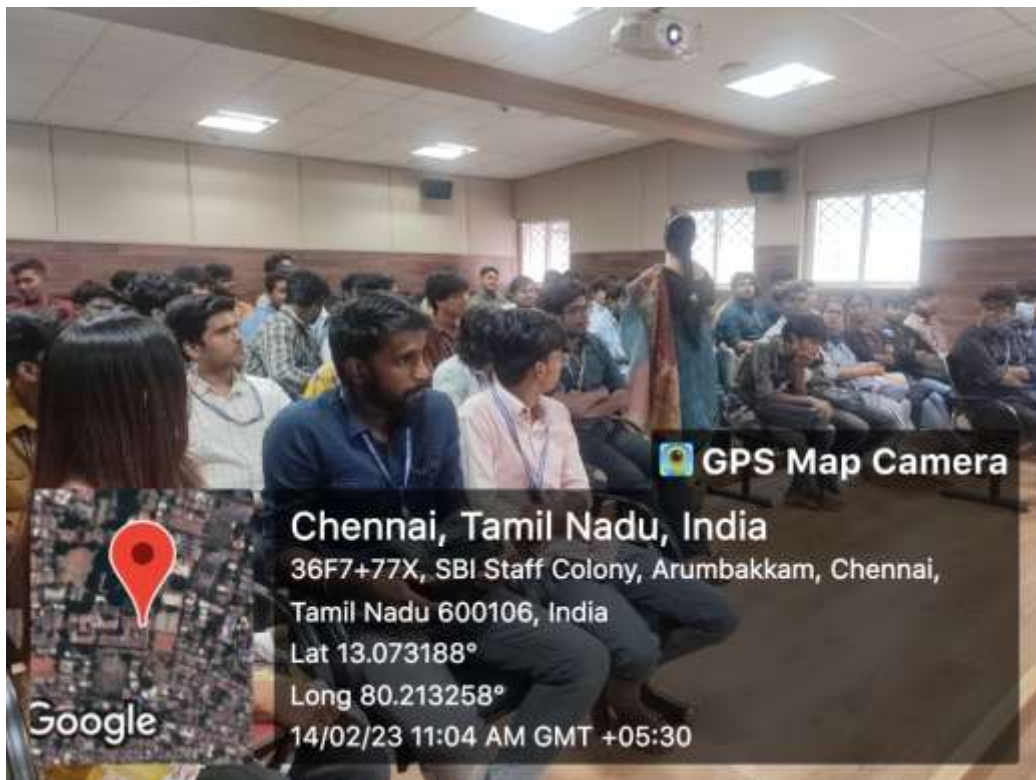 GPS Map Camera
Chennai, Tamil Nadu, India
36F7+77X, SBI Staff Colony, Arumbakkam, Chennai,
Tamil Nadu 600106, India
Lat 13.073188°
Long 80.213258°
14/02/23 11:04 AM GMT +05:30
Google